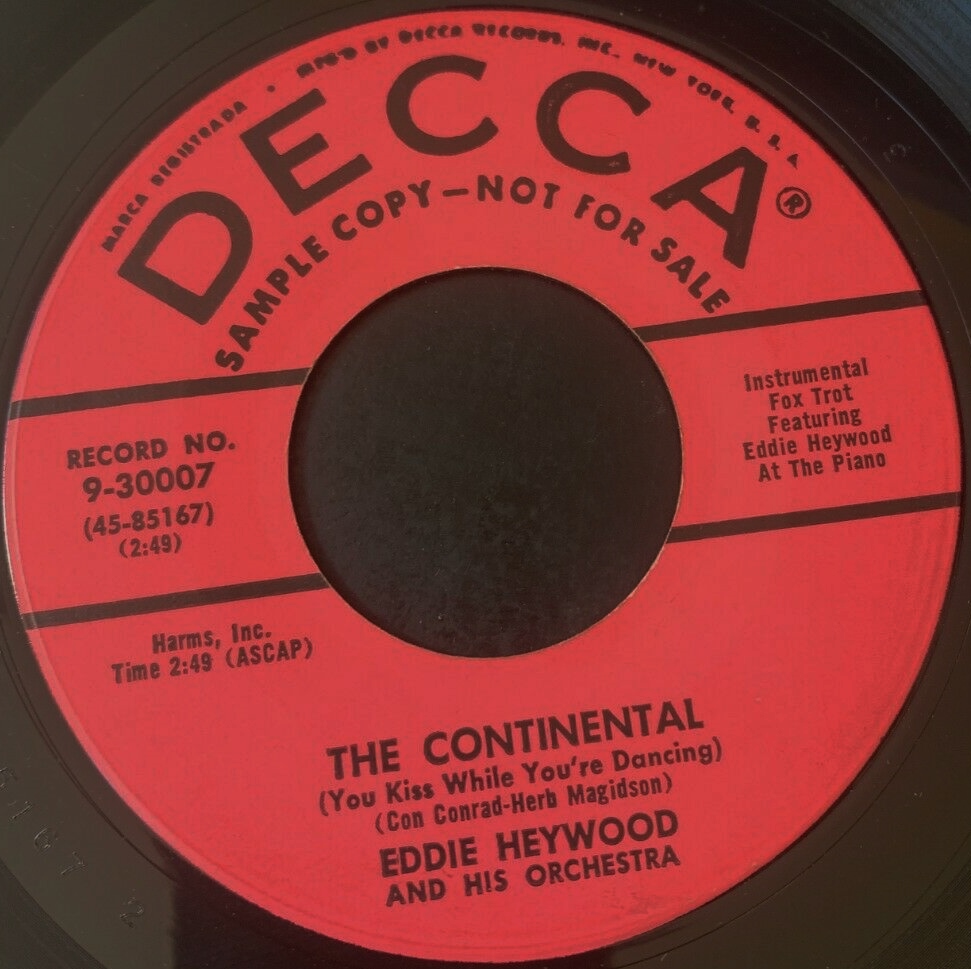 MARCA REGISTRADA • MFG'D BY DECCA RECORDS, INC., NEW YORK, U. S. A.
DECCA®
SAMPLE COPY—NOT FOR SALE
RECORD NO.
9-30007
(45-85167)
(2:49)
Instrumental
Fox Trot
Featuring
Eddie Heywood
At The Piano
Harms, Inc.
Time 2:49 (ASCAP)
THE CONTINENTAL
(You Kiss While You're Dancing)
(Con Conrad-Herb Magidson)
EDDIE HEYWOOD
AND HIS ORCHESTRA